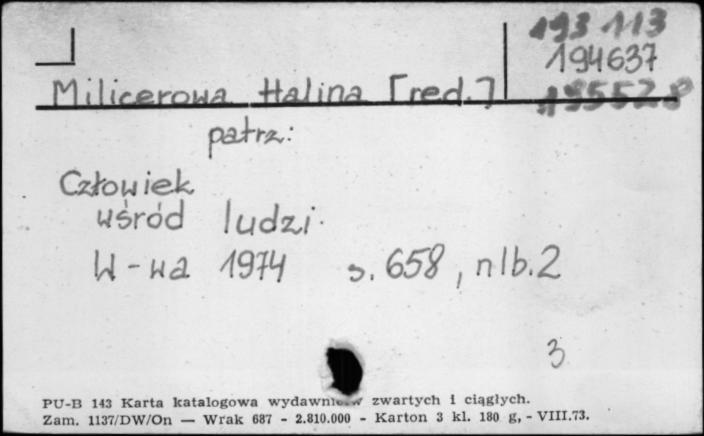 193 113
194637
Milicerowa Halina [red.]
195528
patrz:
Człowiek
wśród ludzi.
W-wa 1974 s. 658, nlb. 2
3
PU-B 143 Karta katalogowa zwartych i ciągłych.
Zam. 1137/DW/On — Wrak 687 - 2.810.000 - Karton 3 kl. 180 g, - VIII.73.